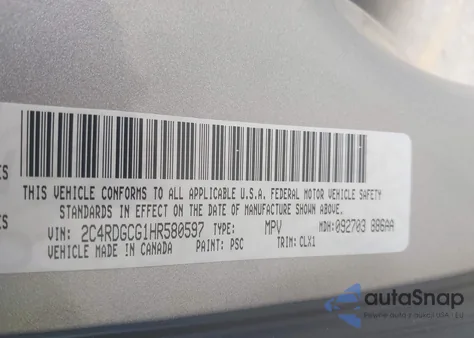 THIS VEHICLE CONFORMS TO ALL APPLICABLE U.S.A. FEDERAL MOTOR VEHICLE SAFETY
STANDARDS IN EFFECT ON THE DATE OF MANUFACTURE SHOWN ABOVE.
VIN: 2C4RDGCG1HR580597 TYPE: MPV MDH: 092703 BB6AA
VEHICLE MADE IN CANADA PAINT: PSC TRIM: CLX1
autoSnap